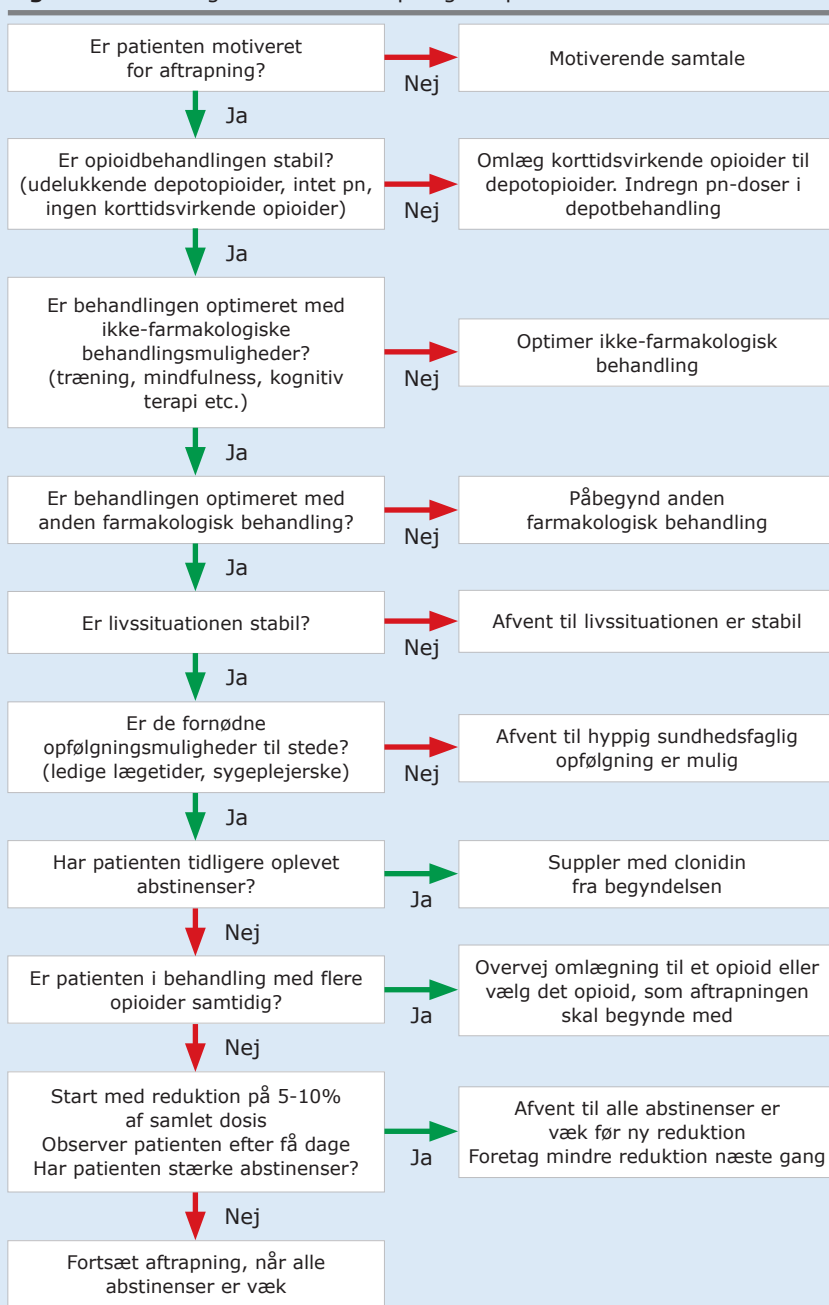 Er patienten motiveret
for aftrapning?
Nej
Motiverende samtale
Ja
Er opioidbehandlingen stabil?
(udelukkende depotopioider, intet pn,
ingen korttidsvirkende opioider)
Nej
Omlæg korttidsvirkende opioider til
depotopioider. Indregn pn-doser i
depotbehandling
Ja
Er behandlingen optimeret med
ikke-farmakologiske
behandlingsmuligheder?
(træning, mindfulness, kognitiv
terapi etc.)
Nej
Optimer ikke-farmakologisk
behandling
Ja
Er behandlingen optimeret med
anden farmakologisk behandling?
Nej
Påbegynd anden
farmakologisk behandling
Ja
Er livssituationen stabil?
Nej
Afvent til livssituationen er stabil
Ja
Er de fornødne
opfølgningsmuligheder til stede?
(ledige lægetider, sygeplejerske)
Nej
Afvent til hyppig sundhedsfaglig
opfølgning er mulig
Ja
Har patienten tidligere oplevet
abstinenser?
Ja
Suppler med clonidin
fra begyndelsen
Nej
Er patienten i behandling med flere
opioider samtidig?
Ja
Overvej omlægning til et opioid eller
vælg det opioid, som aftrapningen
skal begynde med
Nej
Start med reduktion på 5-10%
af samlet dosis
Observer patienten efter få dage
Har patienten stærke abstinenser?
Ja
Afvent til alle abstinenser er
væk før ny reduktion
Foretag mindre reduktion næste gang
Nej
Fortsæt aftrapning, når alle
abstinenser er væk